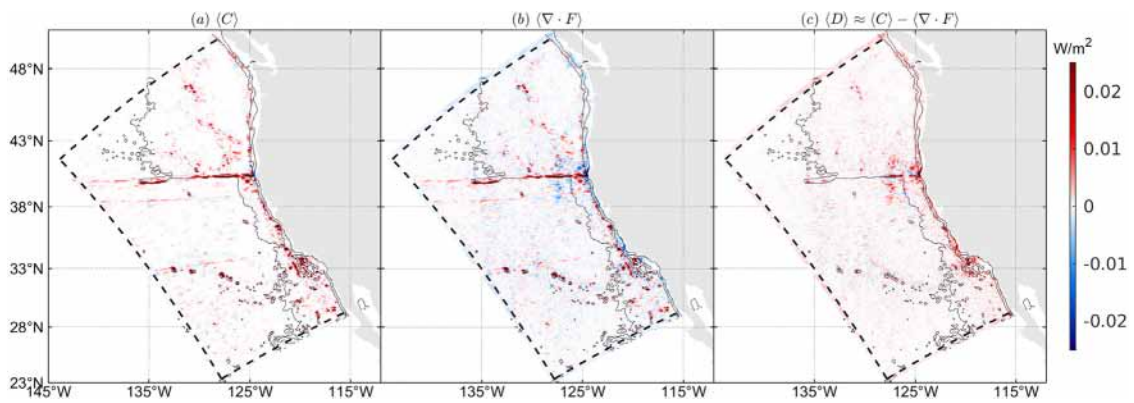 (a) ⟨C⟩
(b) ⟨∇ · F⟩
(c) ⟨D⟩ ≈ ⟨C⟩ − ⟨∇ · F⟩
W/m²
48°N
43°N
38°N
33°N
28°N
23°N
0.02
0.01
0
-0.01
-0.02
145°W 135°W 125°W 115°W
135°W 125°W 115°W
135°W 125°W 115°W